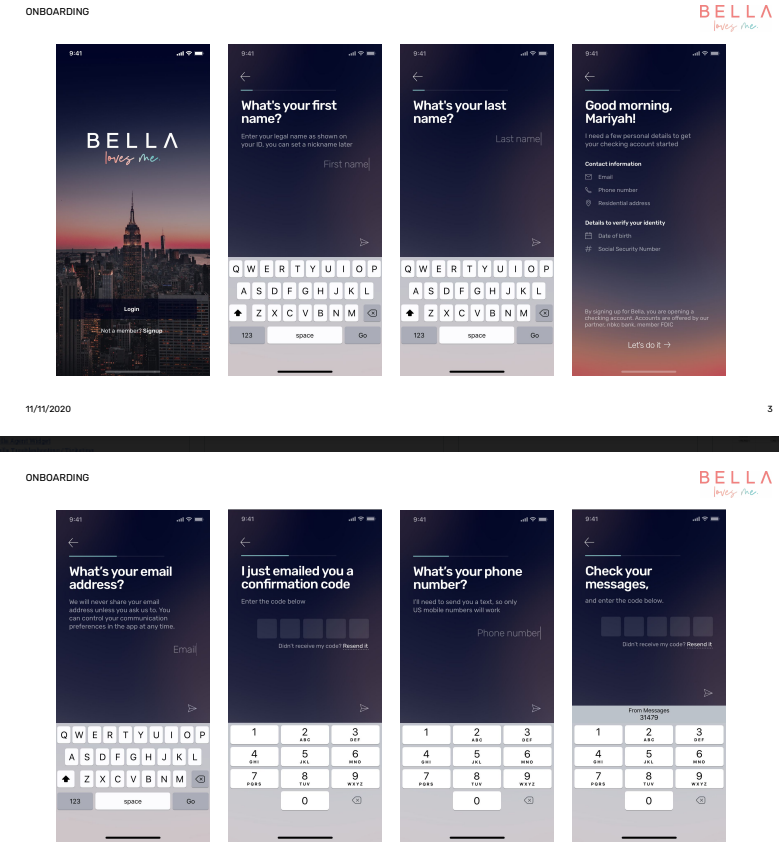 ONBOARDING
BELLA
loves me.
9:41
BELLA
loves me.
Login
Not a member? Signup
9:41
What's your first
name?
Enter your legal name as shown on
your ID, you can set a nickname later
First name
Q W E R T Y U I O P
A S D F G H J K L
Z X C V B N M
123 space Go
9:41
What's your last
name?
Last name
Q W E R T Y U I O P
A S D F G H J K L
Z X C V B N M
123 space Go
9:41
Good morning,
Mariyah!
I need a few personal details to get
your checking account started
Contact information
Email
Phone number
Residential address
Details to verify your identity
Date of birth
# Social Security Number
By signing up for Bella, you are opening a
checking account. Accounts are offered by our
partner, nbkc bank, member FDIC
Let's do it →
11/11/2020
3
ONBOARDING
BELLA
loves me.
9:41
What's your email
address?
We will never share your email
address unless you ask us to. You
can control your communication
preferences in the app at any time.
Email
Q W E R T Y U I O P
A S D F G H J K L
Z X C V B N M
123 space Go
9:41
I just emailed you a
confirmation code
Enter the code below
Didn't receive my code? Resend it
1 2 3
ABC DEF
4 5 6
GHI JKL MNO
7 8 9
PQRS TUV WXYZ
0
9:41
What's your phone
number?
I'll need to send you a text, so only
US mobile numbers will work
Phone number
1 2 3
ABC DEF
4 5 6
GHI JKL MNO
7 8 9
PQRS TUV WXYZ
0
9:41
Check your
messages,
and enter the code below.
Didn't receive my code? Resend it
From Messages
31479
1 2 3
ABC DEF
4 5 6
GHI JKL MNO
7 8 9
PQRS TUV WXYZ
0